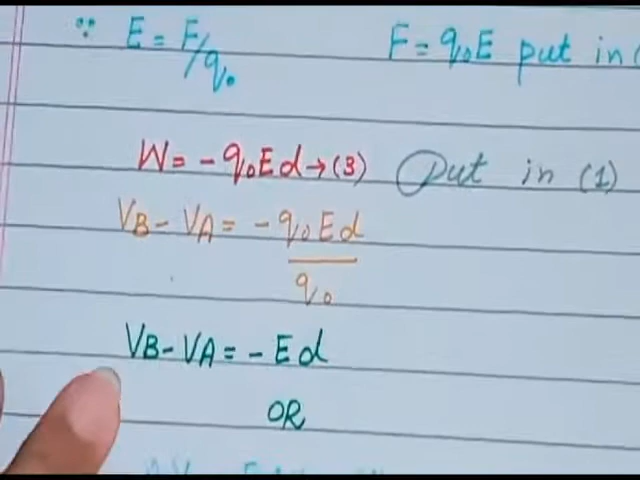 ∵ E = F/q₀ F = q₀E put in
W = - q₀Ed → (3) Put in (1)
VB - VA = - q₀Ed
q₀
VB - VA = - Ed
OR